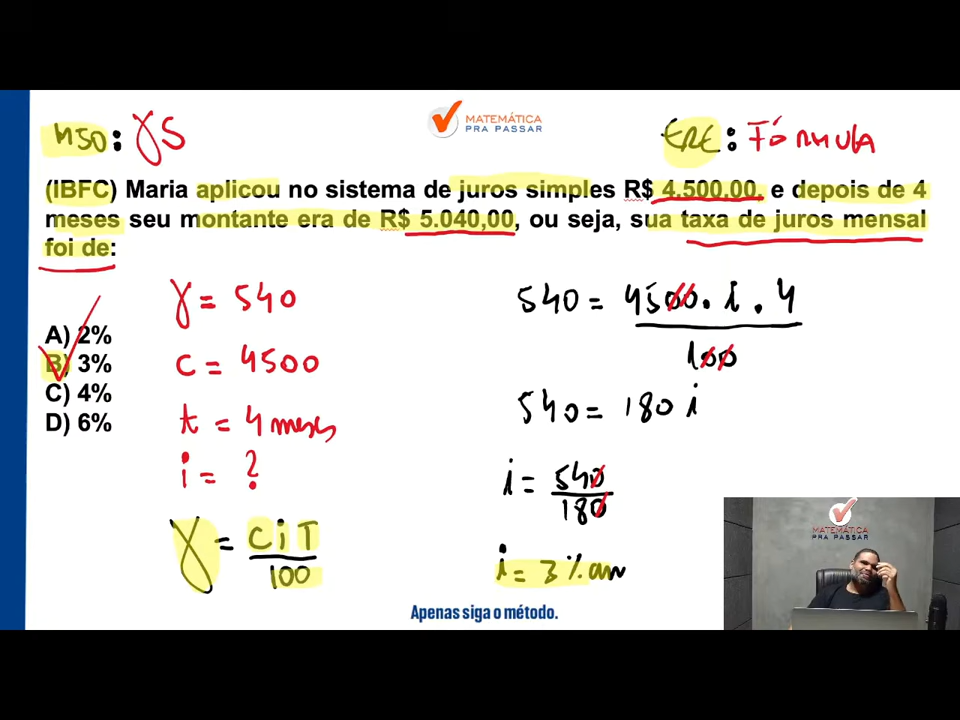 MSO: JS
MATEMÁTICA
PRA PASSAR
ERE: FÓRMULA
(IBFC) Maria aplicou no sistema de juros simples R$ 4.500,00, e depois de 4
meses seu montante era de R$ 5.040,00, ou seja, sua taxa de juros mensal
foi de:
A) 2%
B) 3%
C) 4%
D) 6%
J = 540
C = 4500
t = 4 meses
i = ?
J = CiT
100
540 = 4500. i . 4
100
540 = 180 i
i = 540
180
i = 3% am
MATEMÁTICA
PRA PASSAR
Apenas siga o método.